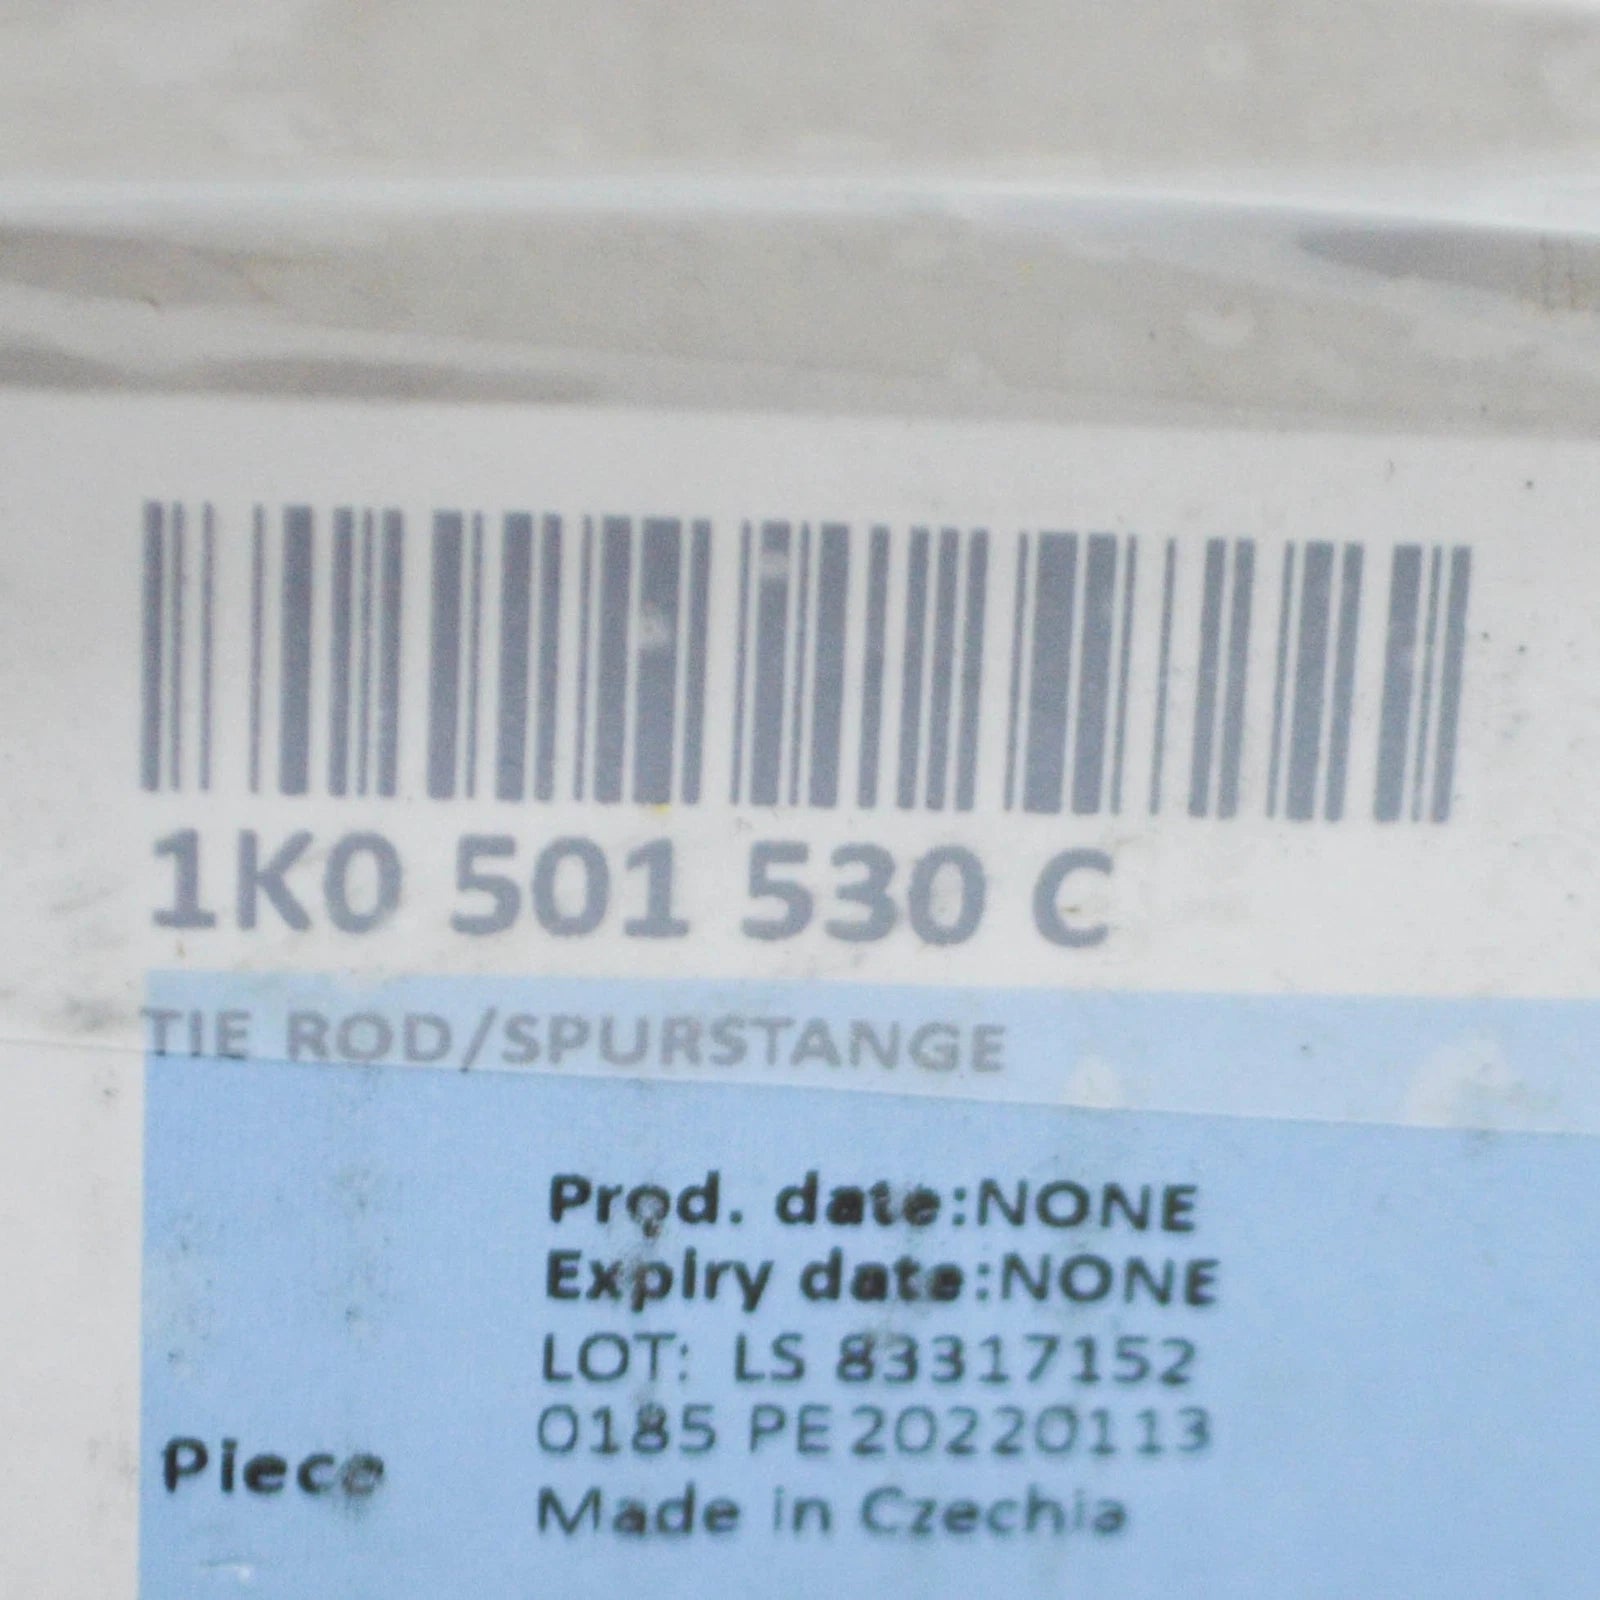 1K0 501 530 C
TIE ROD/SPURSTANGE
Prod. date:NONE
Expiry date:NONE
LOT: LS 83317152
0185 PE 20220113
Piece
Made in Czechia